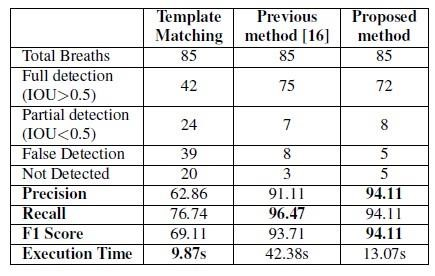 Template Matching Previous method [16] Proposed method
Total Breaths 85 85 85
Full detection (IOU>0.5) 42 75 72
Partial detection (IOU<0.5) 24 7 8
False Detection 39 8 5
Not Detected 20 3 5
Precision 62.86 91.11 94.11
Recall 76.74 96.47 94.11
F1 Score 69.11 93.71 94.11
Execution Time 9.87s 42.38s 13.07s